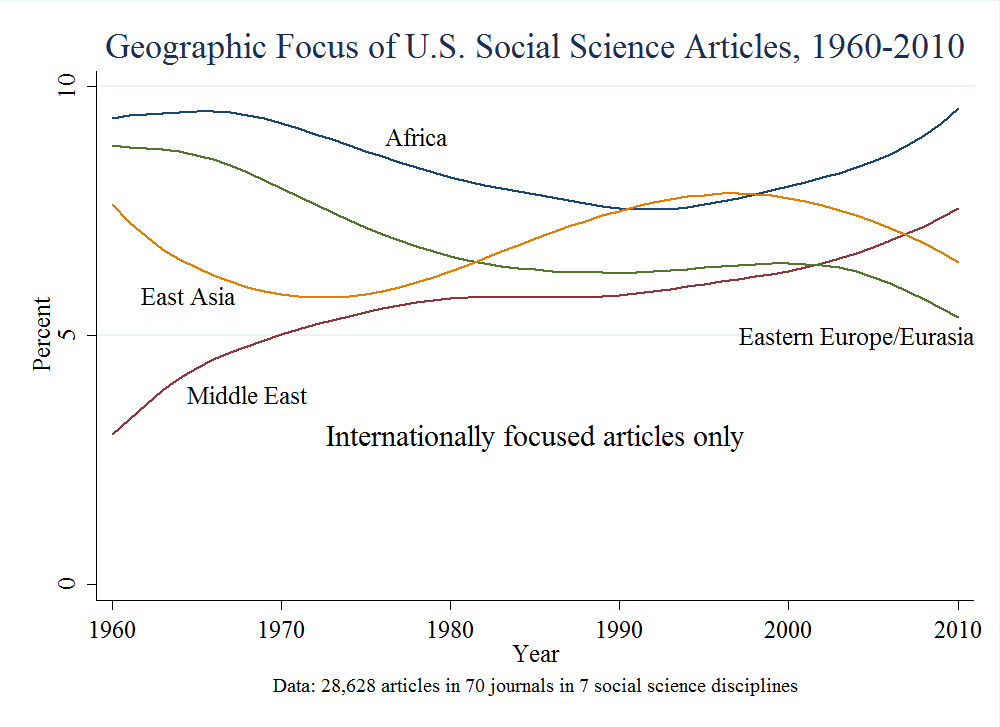 Geographic Focus of U.S. Social Science Articles, 1960-2010
10
Africa
East Asia
Percent
5
Eastern Europe/Eurasia
Middle East
Internationally focused articles only
0
1960 1970 1980 1990 2000 2010
Year
Data: 28,628 articles in 70 journals in 7 social science disciplines